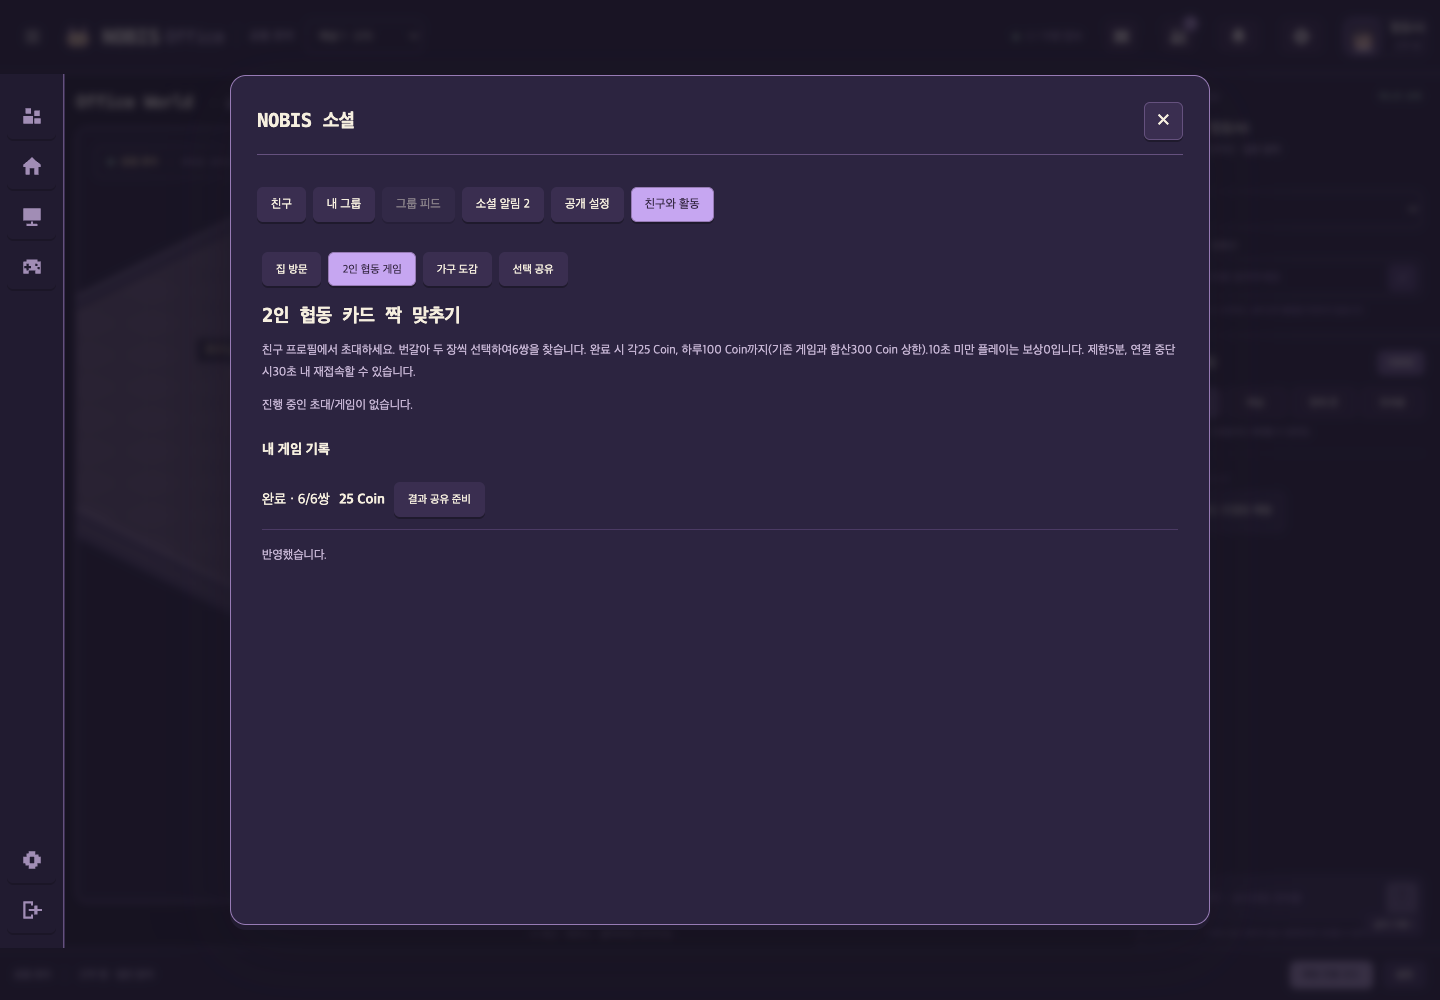 NOBIS Office
Office World
NOBIS 소셜
친구
내 그룹
그룹 피드
소셜 알림 2
공개 설정
친구와 활동
집 방문
2인 협동 게임
가구 도감
선택 공유
2인 협동 카드 짝 맞추기
친구 프로필에서 초대하세요. 번갈아 두 장씩 선택하여6쌍을 찾습니다. 완료 시 각25 Coin, 하루100 Coin까지(기존 게임과 합산300 Coin 상한).10초 미만 플레이는 보상0입니다. 제한5분, 연결 중단
시30초 내 재접속할 수 있습니다.
진행 중인 초대/게임이 없습니다.
내 게임 기록
완료 · 6/6쌍 25 Coin
결과 공유 준비
반영했습니다.